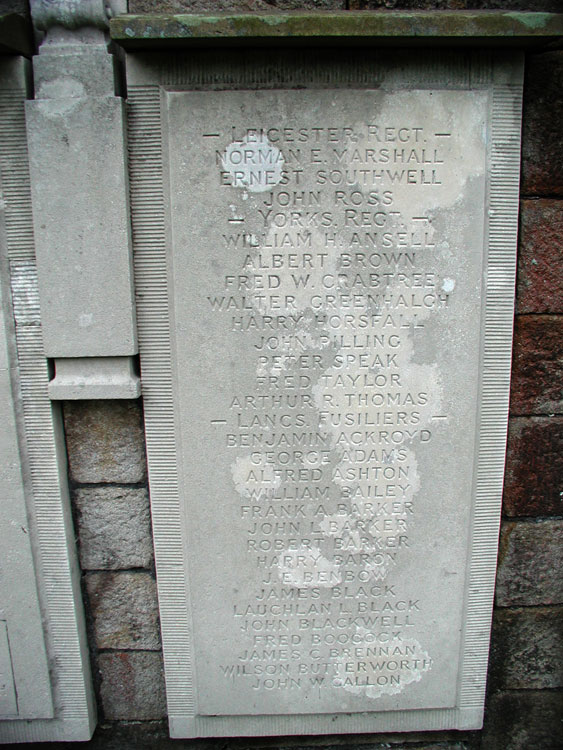 — LEICESTER REGT. —
NORMAN E. MARSHALL
ERNEST SOUTHWELL
JOHN ROSS
— YORKS. REGT. —
WILLIAM H. ANSELL
ALBERT BROWN
FRED W. CRABTREE
WALTER GREENHALGH
HARRY HORSFALL
JOHN PILLING
PETER SPEAK
FRED TAYLOR
ARTHUR R. THOMAS
— LANCS. FUSILIERS —
BENJAMIN ACKROYD
GEORGE ADAMS
ALFRED ASHTON
WILLIAM BAILEY
FRANK A. BARKER
JOHN L. BARKER
ROBERT BARKER
HARRY BARON
J. E. BENBOW
JAMES BLACK
LAUCHLAN L. BLACK
JOHN BLACKWELL
FRED BOOCOCK
JAMES C. BRENNAN
WILSON BUTTERWORTH
JOHN W. CALLON